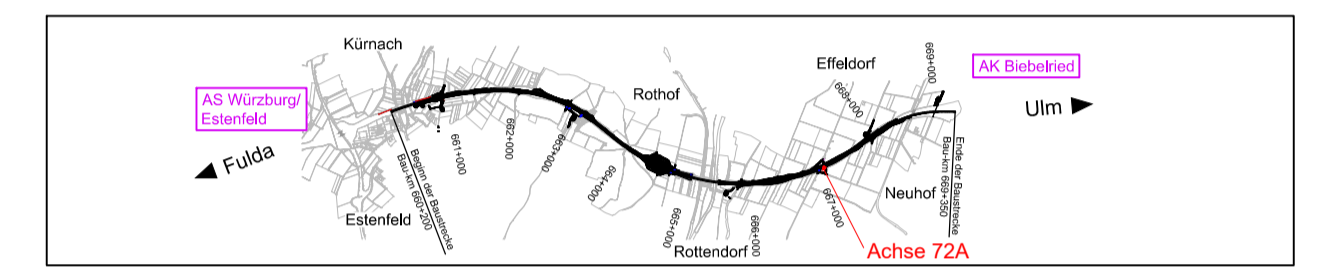 Kürnach
AS Würzburg/
Estenfeld
Fulda
Estenfeld
Beginn der Baustrecke
Bau-km 660+200
661+000
662+000
663+000
664+000
Rothof
665+000
Rottendorf
666+000
667+000
Effeldorf
668+000
669+000
Neuhof
Ende der Baustrecke
Bau-km 669+350
AK Biebelried
Ulm
Achse 72A